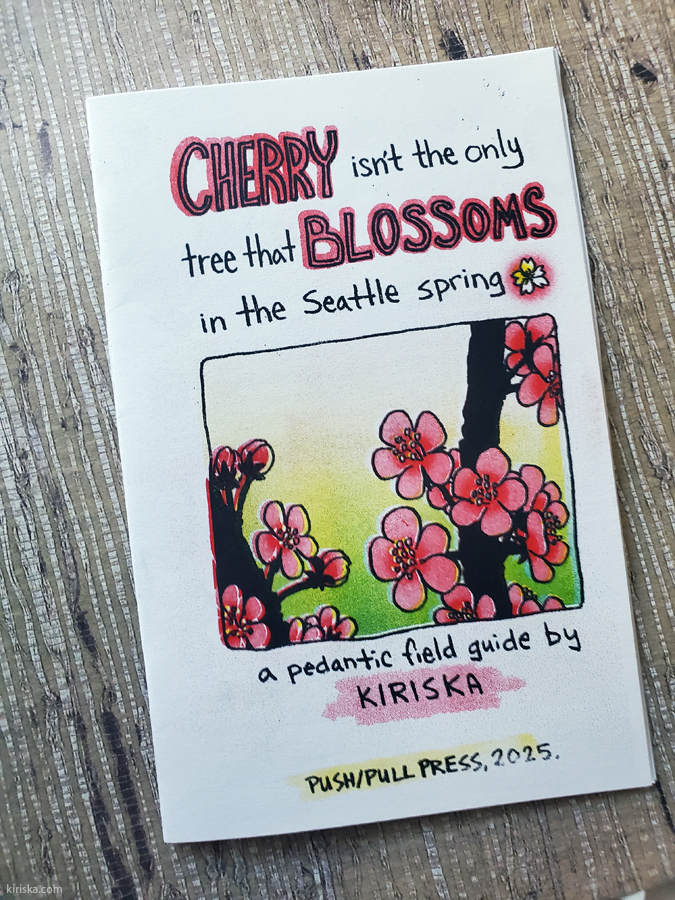 CHERRY isn't the only
tree that BLOSSOMS
in the Seattle spring
a pedantic field guide by
KIRISKA
PUSH/PULL PRESS, 2025.
kiriska.com